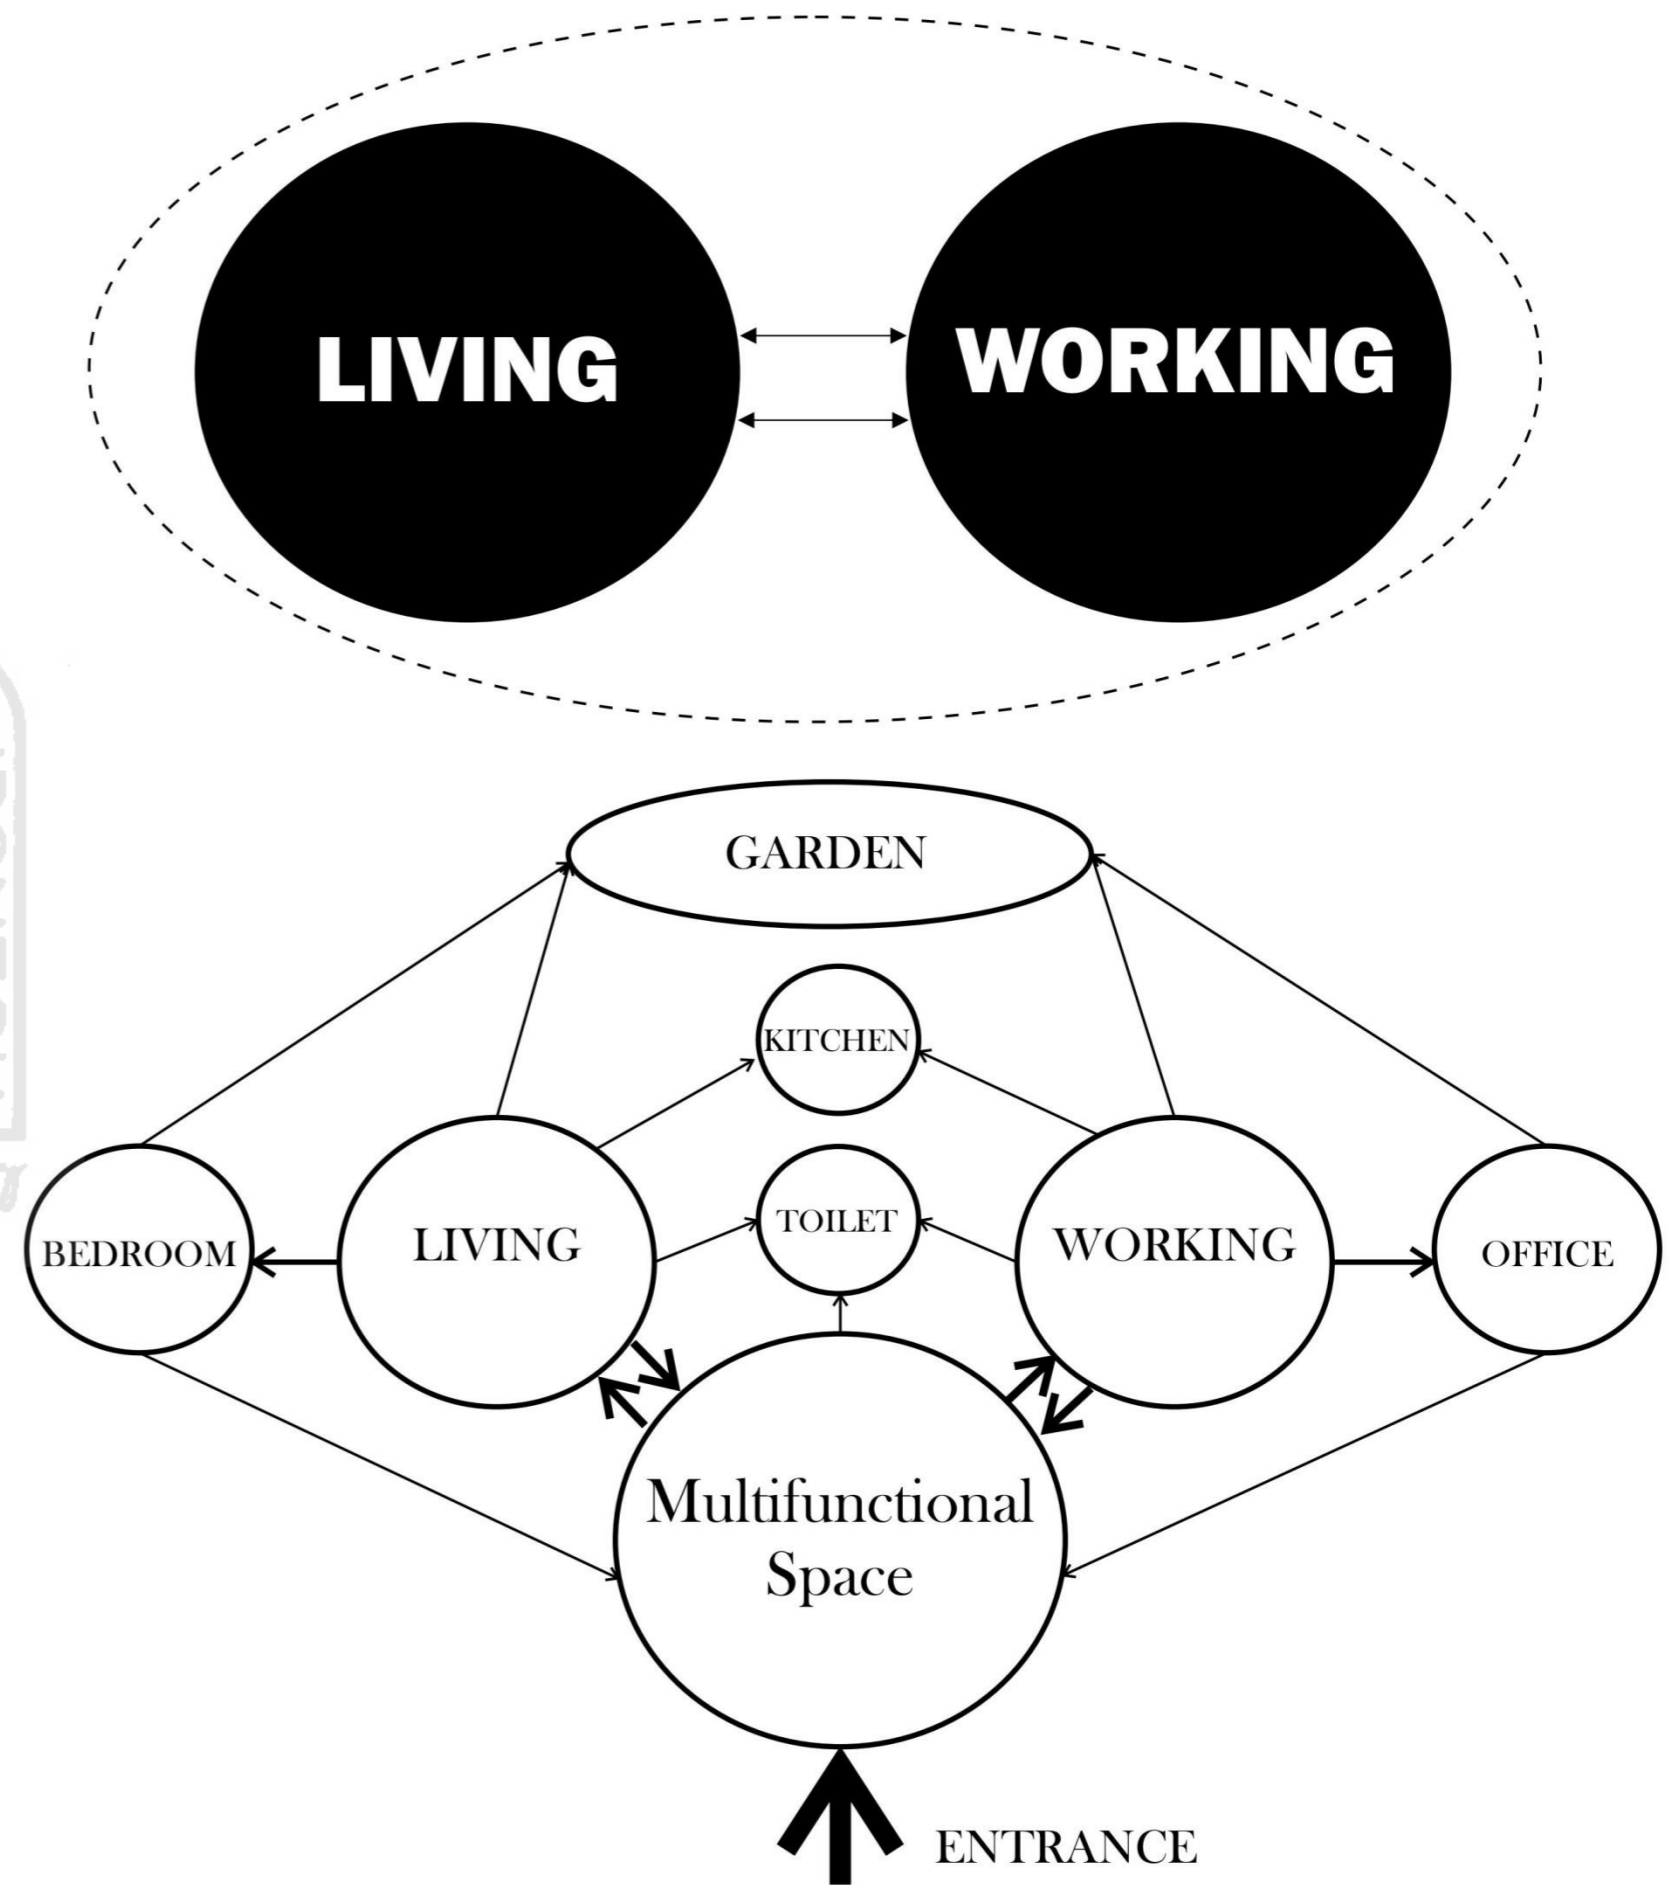 LIVING
WORKING
GARDEN
KITCHEN
TOILET
LIVING
WORKING
BEDROOM
OFFICE
Multifunctional
Space
ENTRANCE